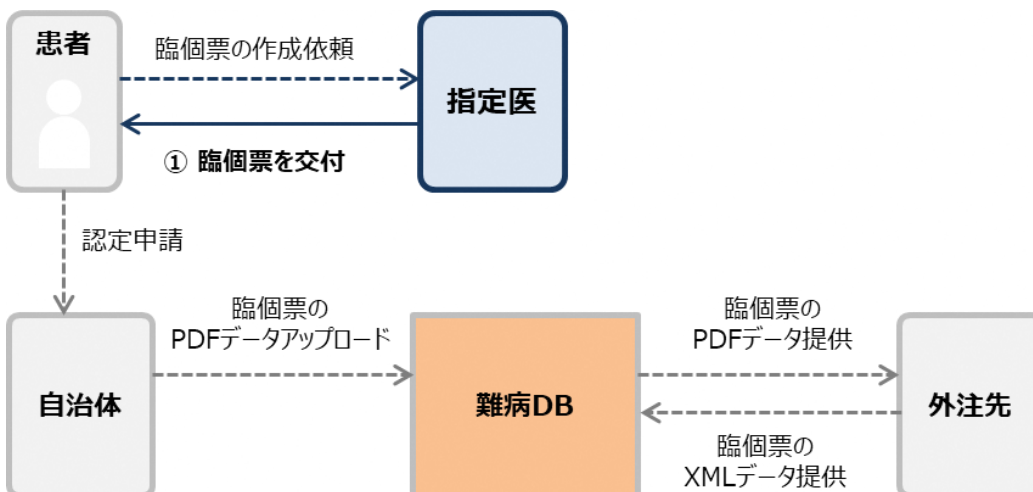 患者
臨個票の作成依頼
指定医
① 臨個票を交付
認定申請
臨個票の
PDFデータアップロード
臨個票の
PDFデータ提供
自治体
難病DB
外注先
臨個票の
XMLデータ提供